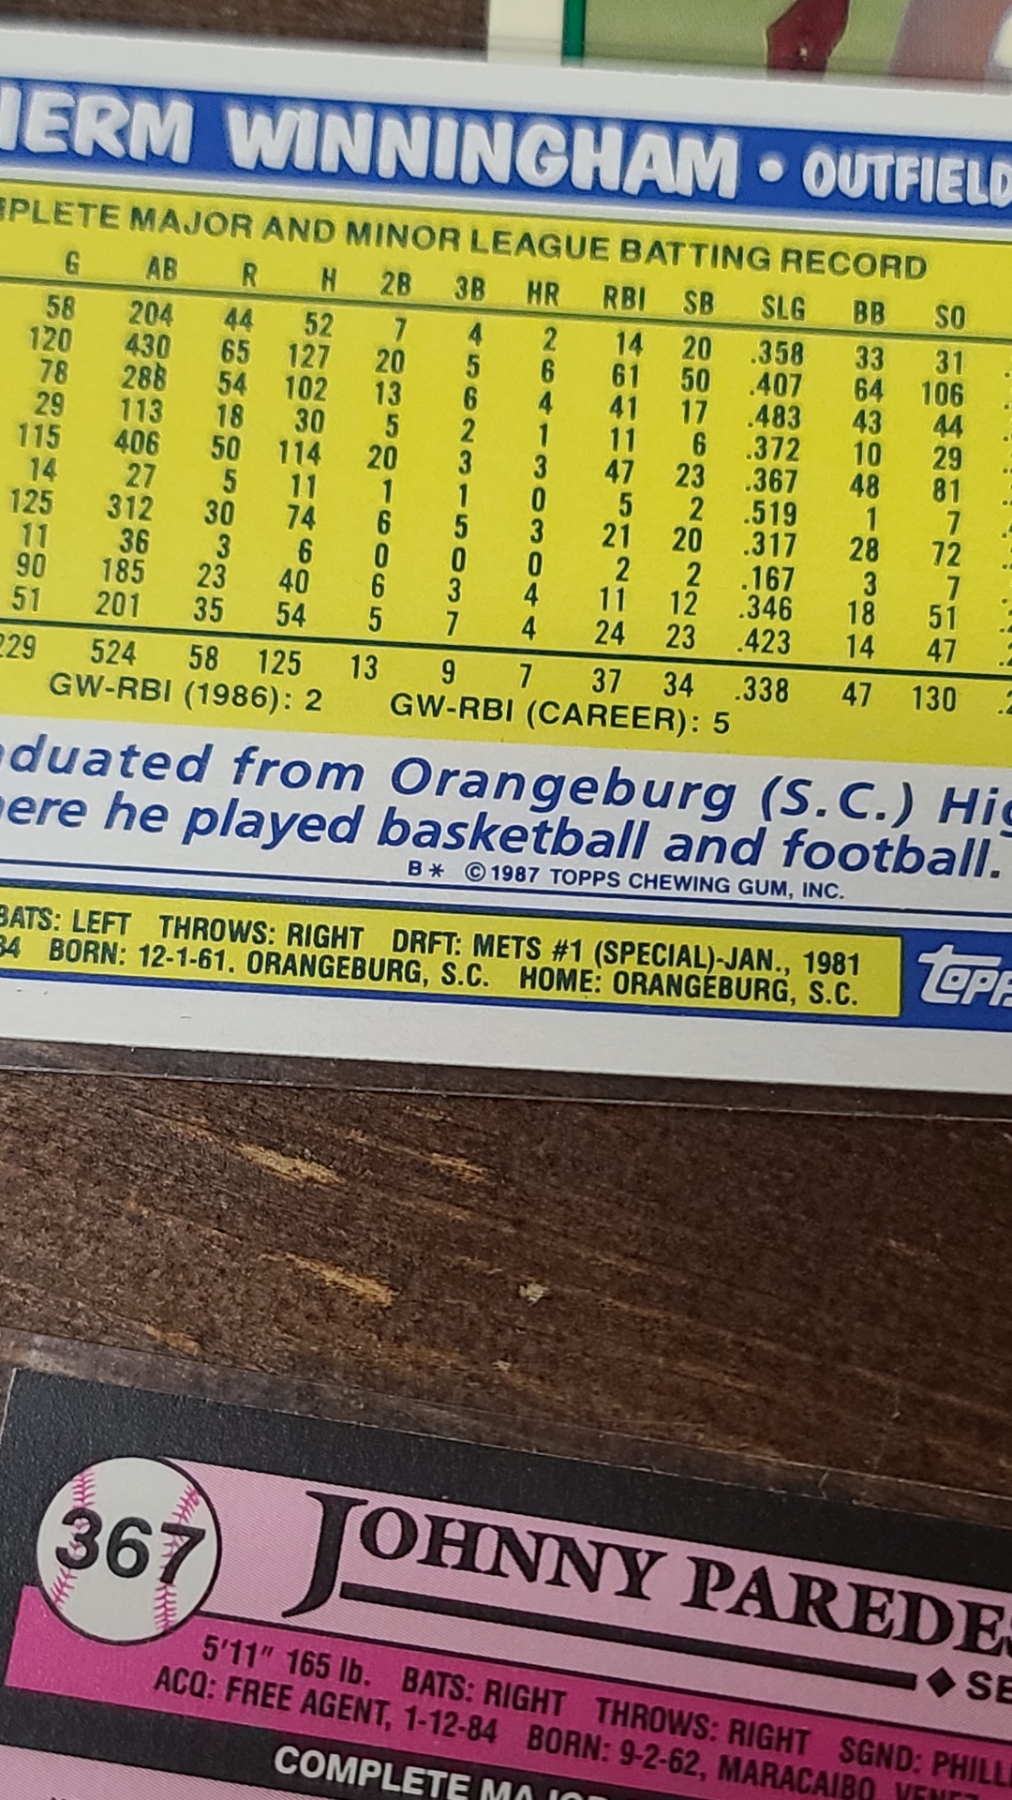 HERM WINNINGHAM • OUTFIELD
MPLETE MAJOR AND MINOR LEAGUE BATTING RECORD
G AB R H 2B 3B HR RBI SB SLG BB SO
58 204 44 52 7 4 2 14 20 .358 33 31
120 430 65 127 20 5 6 61 50 .407 64 106
78 288 54 102 13 6 4 41 17 .483 43 44
29 113 18 30 5 2 1 11 6 .372 10 29
115 406 50 114 20 3 3 47 23 .367 48 81
14 27 5 11 1 1 0 5 2 .519 1 7
125 312 30 74 6 5 3 21 20 .317 28 72
11 36 3 6 0 0 0 2 2 .167 3 7
90 185 23 40 6 3 4 11 12 .346 18 51
51 201 35 54 5 7 4 24 23 .423 14 47
229 524 58 125 13 9 7 37 34 .338 47 130
GW-RBI (1986): 2 GW-RBI (CAREER): 5
aduated from Orangeburg (S.C.) Hig
ere he played basketball and football.
B* ©1987 TOPPS CHEWING GUM, INC.
BATS: LEFT THROWS: RIGHT DRFT: METS #1 (SPECIAL)-JAN., 1981
84 BORN: 12-1-61. ORANGEBURG, S.C. HOME: ORANGEBURG, S.C.
topps
367
JOHNNY PAREDES
♦ SE
5'11" 165 lb. BATS: RIGHT THROWS: RIGHT SGND: PHILLI
ACQ: FREE AGENT, 1-12-84 BORN: 9-2-62, MARACAIBO, VENEZ
COMPLETE MAJOR